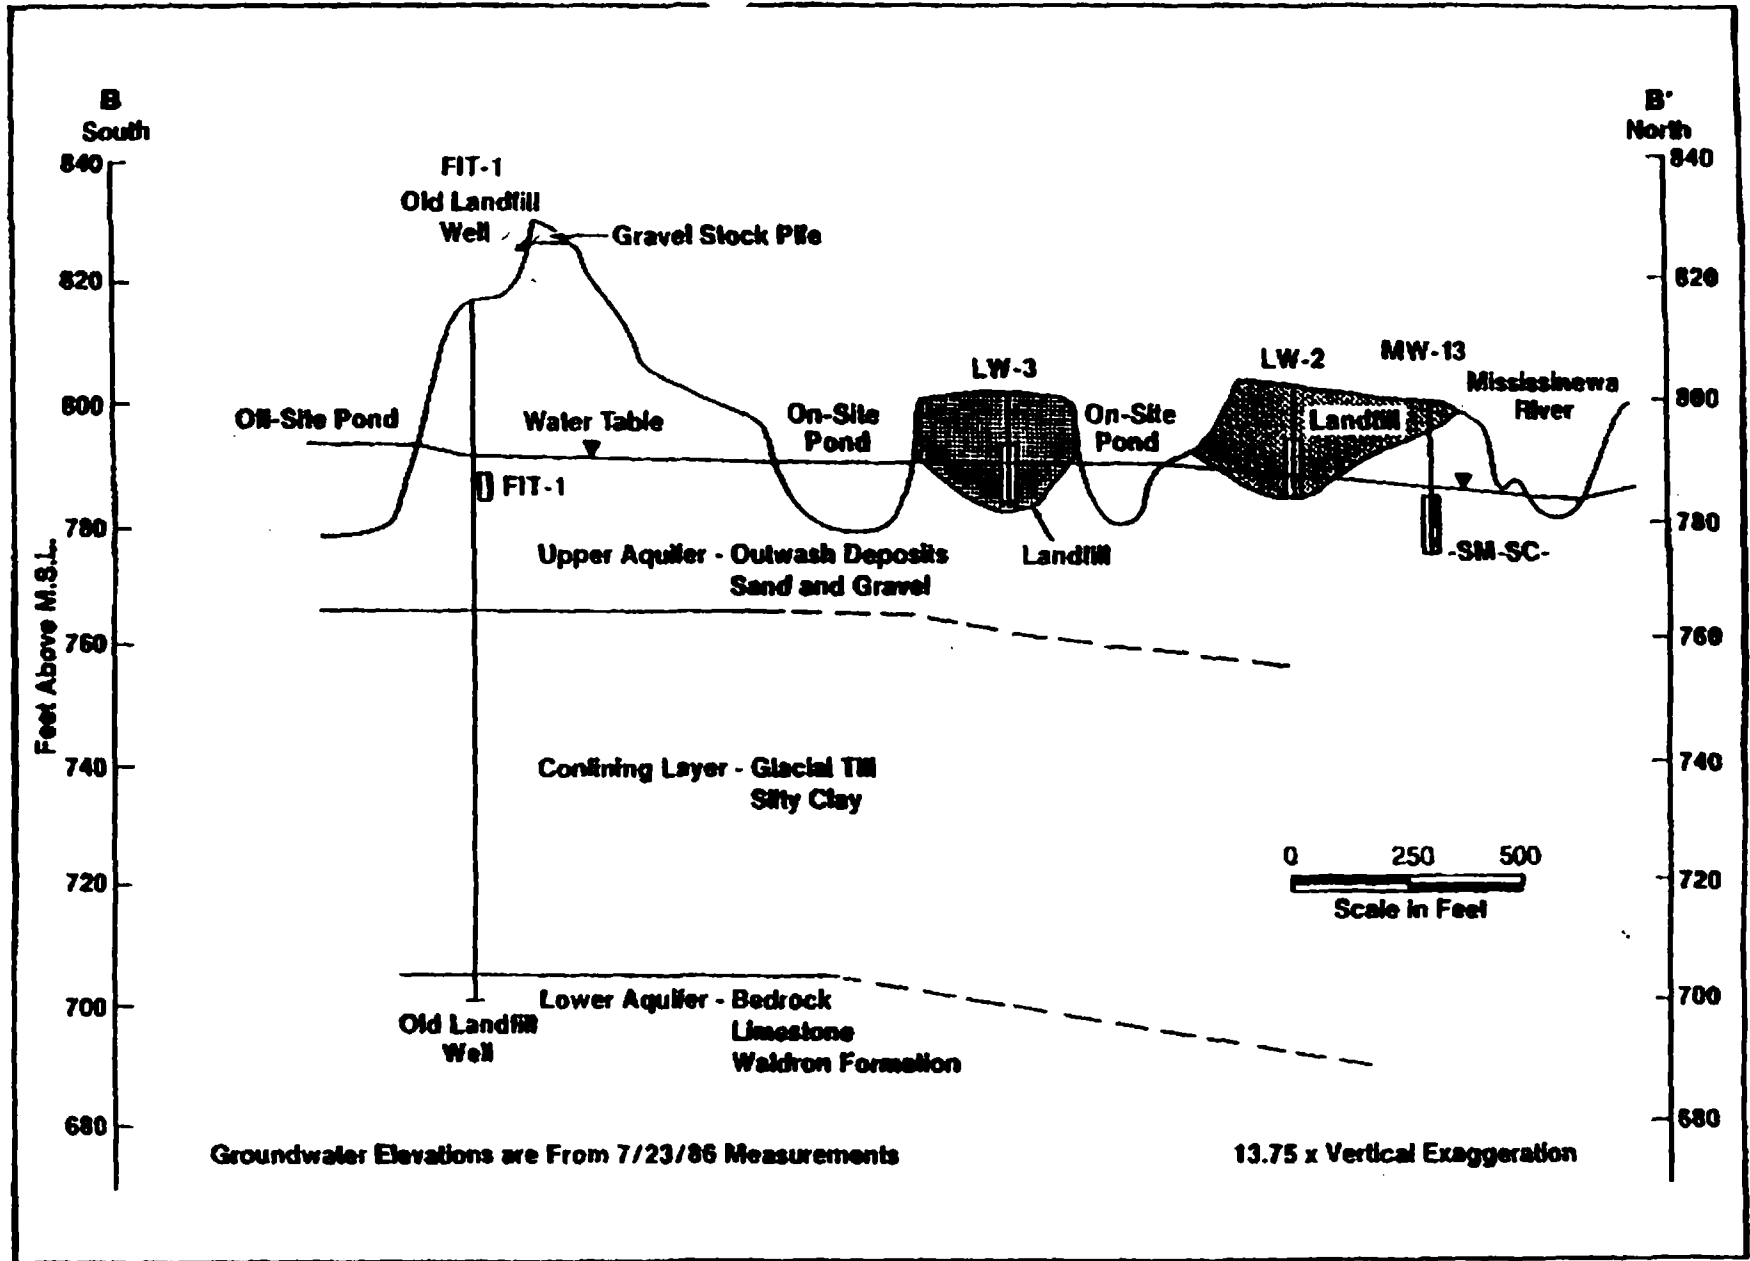 B
South
B'
North
840
820
800
780
760
740
720
700
680
Feet Above M.S.L.
840
820
800
780
760
740
720
700
680
FIT-1
Old Landfill
Well
Gravel Stock Pile
Off-Site Pond
Water Table
On-Site
Pond
LW-3
On-Site
Pond
LW-2
Landfill
MW-13
Mississinewa
River
FIT-1
Landfill
-SM-SC-
Upper Aquifer - Outwash Deposits
Sand and Gravel
Confining Layer - Glacial Till
Silty Clay
0 250 500
Scale in Feet
Lower Aquifer - Bedrock
Limestone
Waldron Formation
Old Landfill
Well
Groundwater Elevations are From 7/23/86 Measurements
13.75 x Vertical Exaggeration